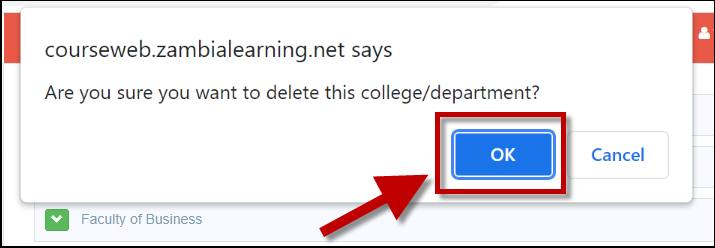 courseweb.zambialearning.net says
Are you sure you want to delete this college/department?
OK
Cancel
Faculty of Business